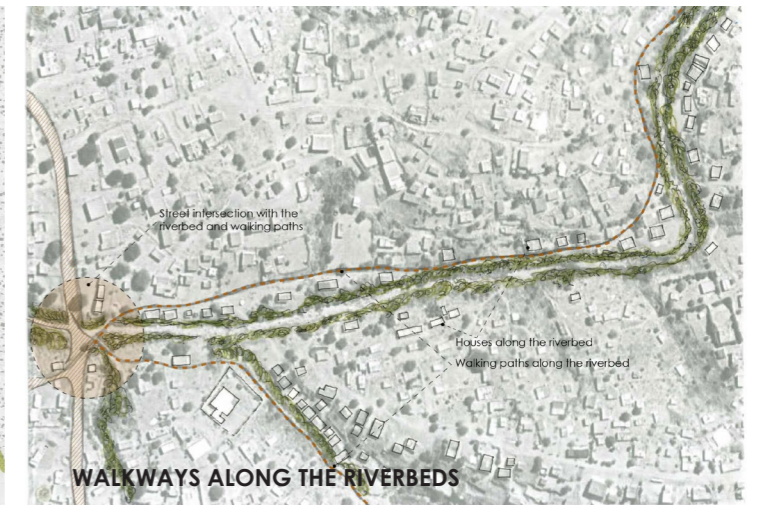 Street intersection with the
riverbed and walking paths
Houses along the riverbed
Walking paths along the riverbed
WALKWAYS ALONG THE RIVERBEDS